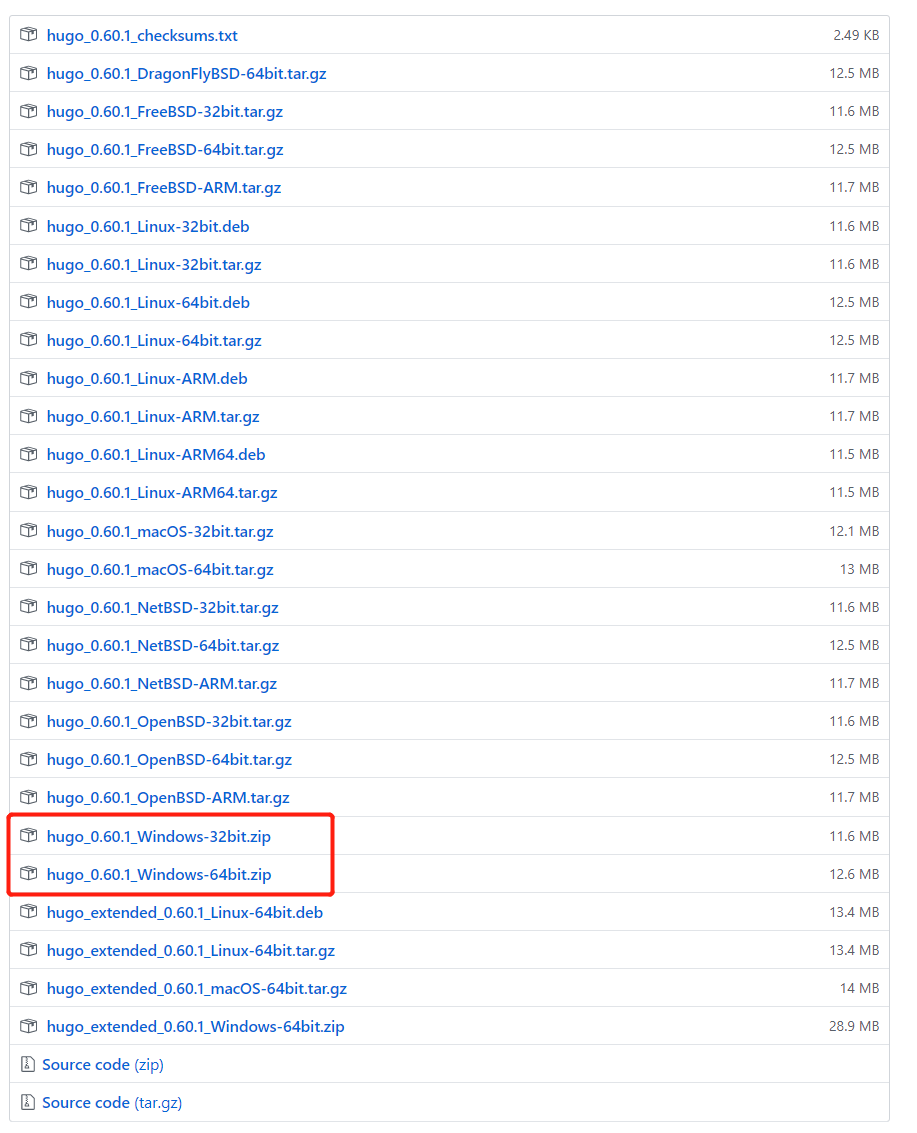 hugo_0.60.1_checksums.txt 2.49 KB
hugo_0.60.1_DragonFlyBSD-64bit.tar.gz 12.5 MB
hugo_0.60.1_FreeBSD-32bit.tar.gz 11.6 MB
hugo_0.60.1_FreeBSD-64bit.tar.gz 12.5 MB
hugo_0.60.1_FreeBSD-ARM.tar.gz 11.7 MB
hugo_0.60.1_Linux-32bit.deb 11.6 MB
hugo_0.60.1_Linux-32bit.tar.gz 11.6 MB
hugo_0.60.1_Linux-64bit.deb 12.5 MB
hugo_0.60.1_Linux-64bit.tar.gz 12.5 MB
hugo_0.60.1_Linux-ARM.deb 11.7 MB
hugo_0.60.1_Linux-ARM.tar.gz 11.7 MB
hugo_0.60.1_Linux-ARM64.deb 11.5 MB
hugo_0.60.1_Linux-ARM64.tar.gz 11.5 MB
hugo_0.60.1_macOS-32bit.tar.gz 12.1 MB
hugo_0.60.1_macOS-64bit.tar.gz 13 MB
hugo_0.60.1_NetBSD-32bit.tar.gz 11.6 MB
hugo_0.60.1_NetBSD-64bit.tar.gz 12.5 MB
hugo_0.60.1_NetBSD-ARM.tar.gz 11.7 MB
hugo_0.60.1_OpenBSD-32bit.tar.gz 11.6 MB
hugo_0.60.1_OpenBSD-64bit.tar.gz 12.5 MB
hugo_0.60.1_OpenBSD-ARM.tar.gz 11.7 MB
hugo_0.60.1_Windows-32bit.zip 11.6 MB
hugo_0.60.1_Windows-64bit.zip 12.6 MB
hugo_extended_0.60.1_Linux-64bit.deb 13.4 MB
hugo_extended_0.60.1_Linux-64bit.tar.gz 13.4 MB
hugo_extended_0.60.1_macOS-64bit.tar.gz 14 MB
hugo_extended_0.60.1_Windows-64bit.zip 28.9 MB
Source code (zip)
Source code (tar.gz)